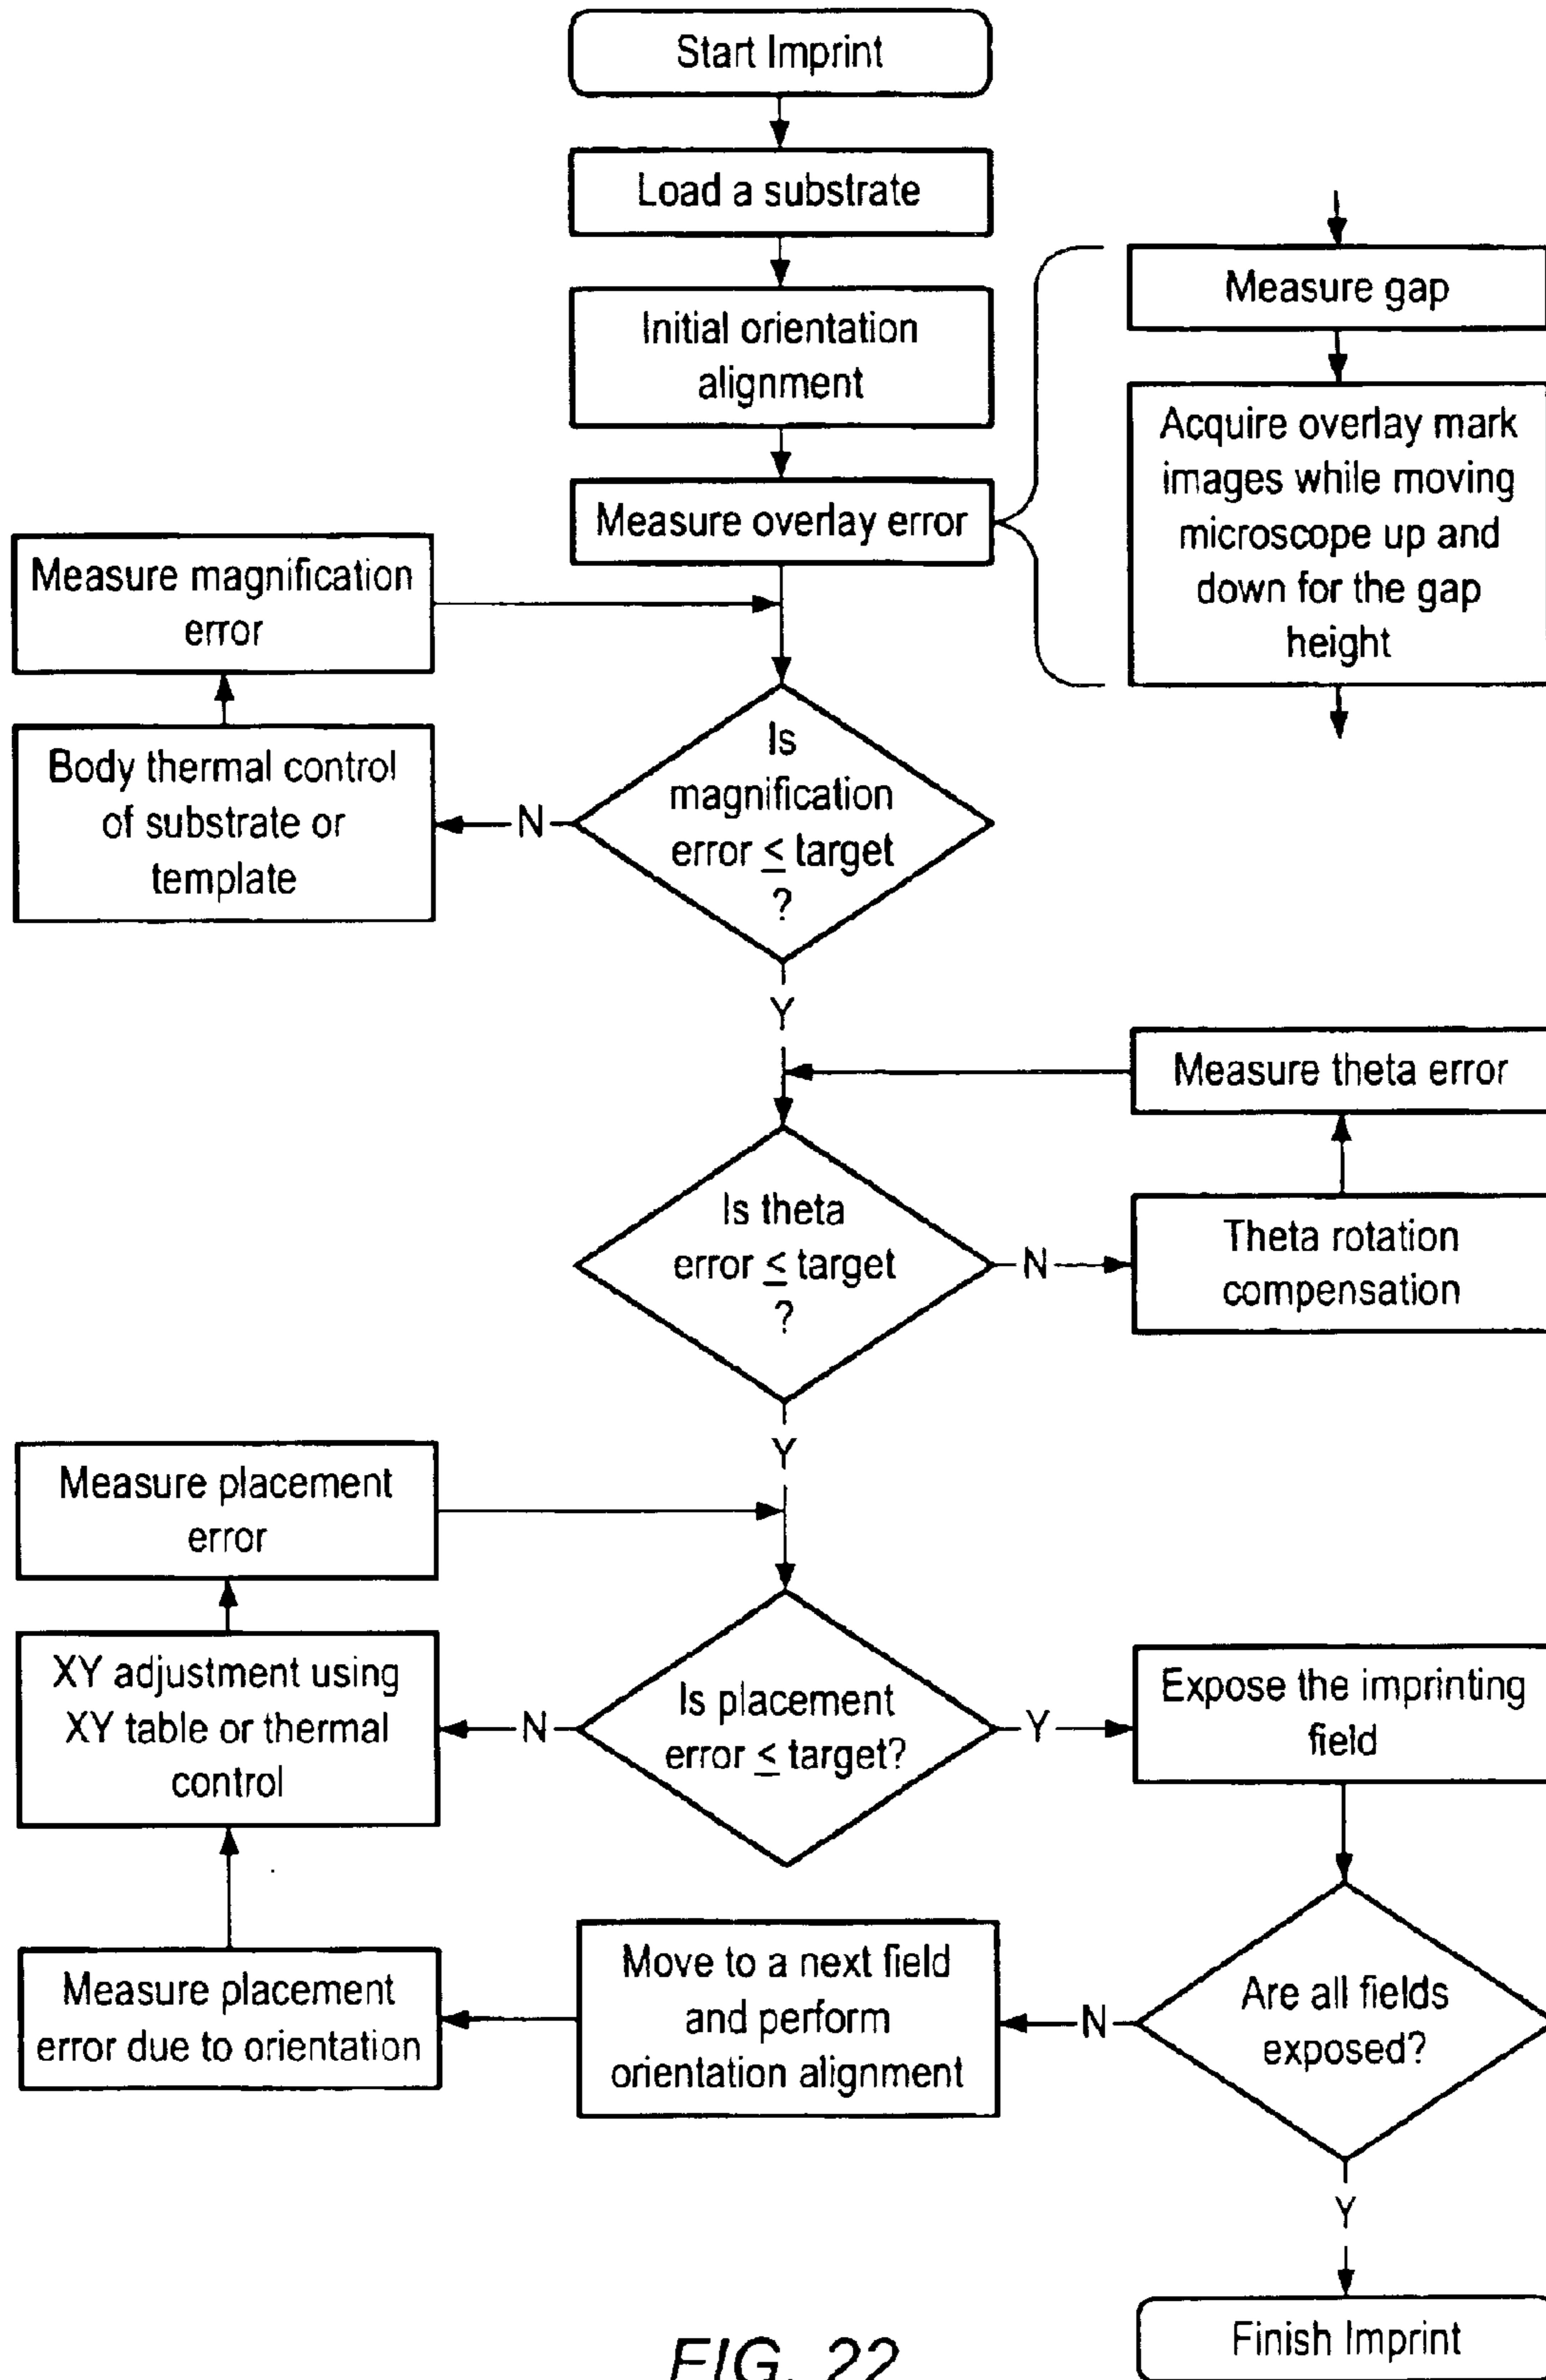 Start Imprint
Load a substrate
Initial orientation
alignment
Measure overlay error
Measure gap
Acquire overlay mark
images while moving
microscope up and
down for the gap
height
Measure magnification
error
Body thermal control
of substrate or
template
N
Is
magnification
error ≤ target
?
Y
Measure theta error
Is theta
error ≤ target
?
N
Theta rotation
compensation
Y
Measure placement
error
XY adjustment using
XY table or thermal
control
N
Is placement
error ≤ target?
Y
Expose the imprinting
field
Measure placement
error due to orientation
Move to a next field
and perform
orientation alignment
N
Are all fields
exposed?
Y
Finish Imprint
FIG. 22